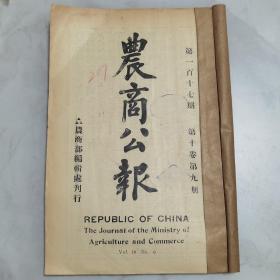 第一百十七期 第十卷第九期
農商公報
農商部編輯處刊行
REPUBLIC OF CHINA
The Journal of the Ministry of
Agriculture and Commerce
Vol 10 No. 9